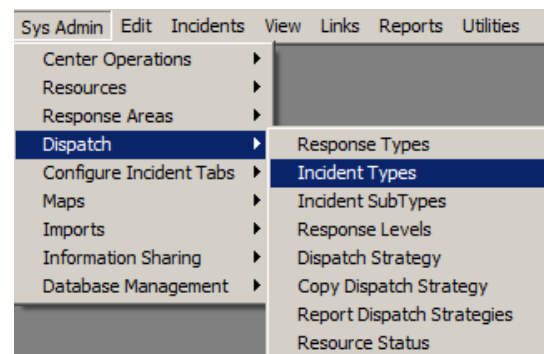 Sys Admin Edit Incidents View Links Reports Utilities
Center Operations
Resources
Response Areas
Dispatch
Configure Incident Tabs
Maps
Imports
Information Sharing
Database Management
Response Types
Incident Types
Incident SubTypes
Response Levels
Dispatch Strategy
Copy Dispatch Strategy
Report Dispatch Strategies
Resource Status